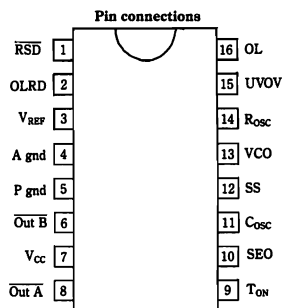 Pin connections
RSD 1 16 OL
OLRD 2 15 UVOV
VREF 3 14 ROSC
A gnd 4 13 VCO
P gnd 5 12 SS
Out B 6 11 COSC
VCC 7 10 SEO
Out A 8 9 TON